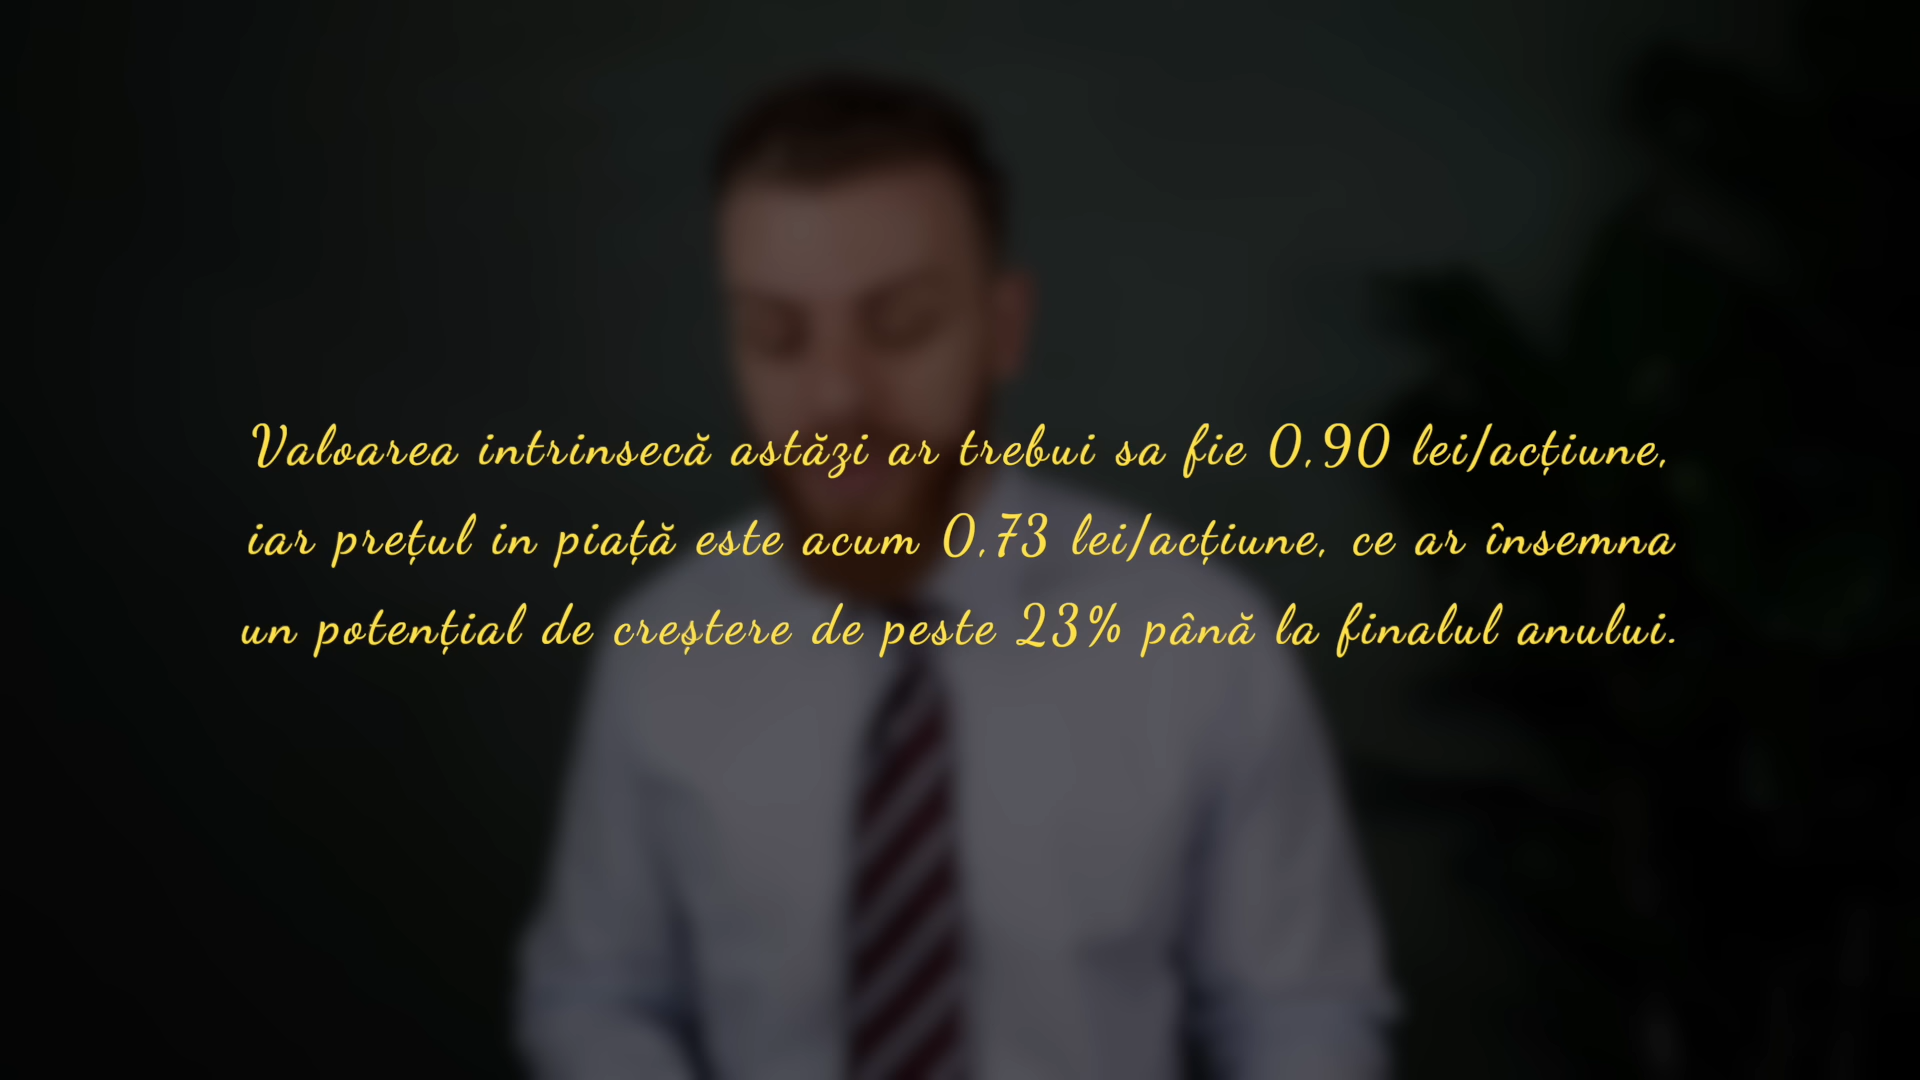 Valoarea intrinsecă astăzi ar trebui sa fie 0,90 lei/acțiune,
iar prețul in piață este acum 0,73 lei/acțiune, ce ar însemna
un potențial de creștere de peste 23% până la finalul anului.